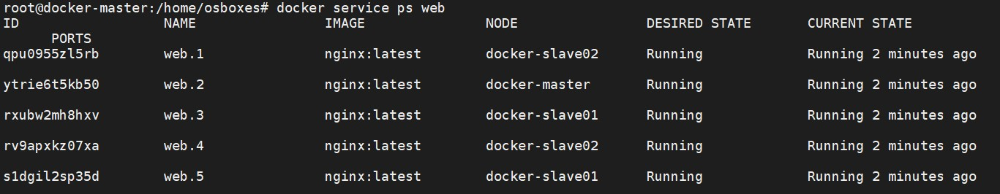 root@docker-master:/home/osboxes# docker service ps web
ID NAME IMAGE NODE DESIRED STATE CURRENT STATE
PORTS
qpu0955zl5rb web.1 nginx:latest docker-slave02 Running Running 2 minutes ago
ytrie6t5kb50 web.2 nginx:latest docker-master Running Running 2 minutes ago
rxubw2mh8hxv web.3 nginx:latest docker-slave01 Running Running 2 minutes ago
rv9apxkz07xa web.4 nginx:latest docker-slave02 Running Running 2 minutes ago
s1dgil2sp35d web.5 nginx:latest docker-slave01 Running Running 2 minutes ago